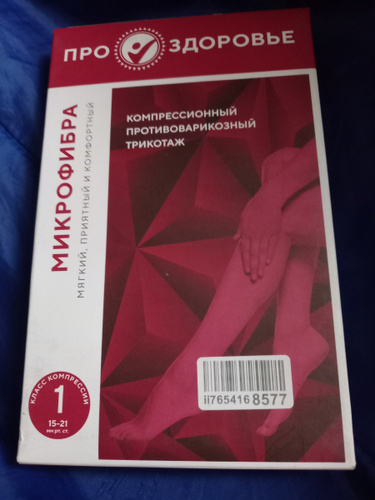 ПРО ЗДОРОВЬЕ
КОМПРЕССИОННЫЙ
ПРОТИВОВАРИКОЗНЫЙ
ТРИКОТАЖ
МИКРОФИБРА
МЯГКИЙ, ПРИЯТНЫЙ И КОМФОРТНЫЙ
КЛАСС КОМПРЕССИИ
1
15-21
мм рт. ст.
ii765416 8577